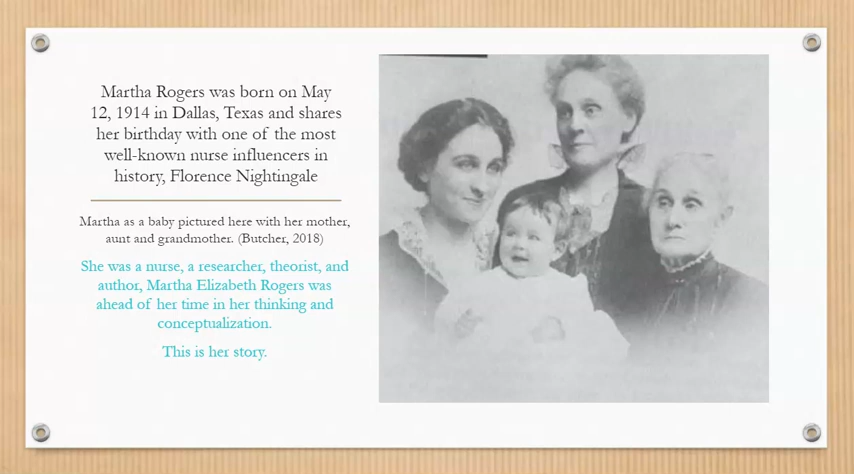 Martha Rogers was born on May
12, 1914 in Dallas, Texas and shares
her birthday with one of the most
well-known nurse influencers in
history, Florence Nightingale
Martha as a baby pictured here with her mother,
aunt and grandmother. (Butcher, 2018)
She was a nurse, a researcher, theorist, and
author, Martha Elizabeth Rogers was
ahead of her time in her thinking and
conceptualization.
This is her story.